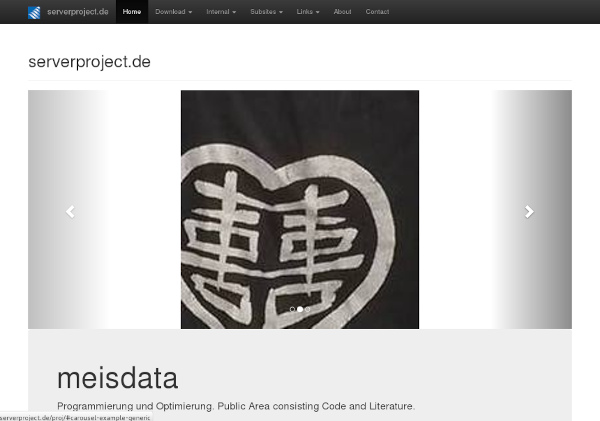 serverproject.de Home Download Internal Subsites Links About Contact
serverproject.de
meisdata
Programmierung und Optimierung. Public Area consisting Code and Literature.
serverproject.de/proj/#carousel-example-generic